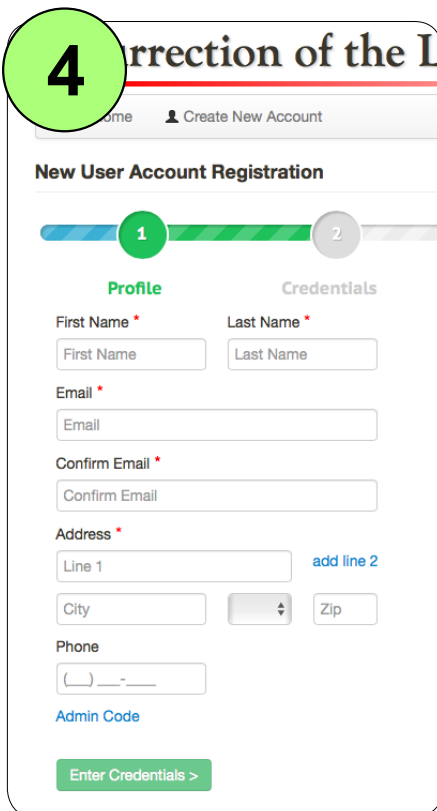 4
rrection of the L
ome Create New Account
New User Account Registration
1 2
Profile Credentials
First Name * Last Name *
First Name Last Name
Email *
Email
Confirm Email *
Confirm Email
Address *
Line 1 add line 2
City Zip
Phone
(__) ___-____
Admin Code
Enter Credentials >